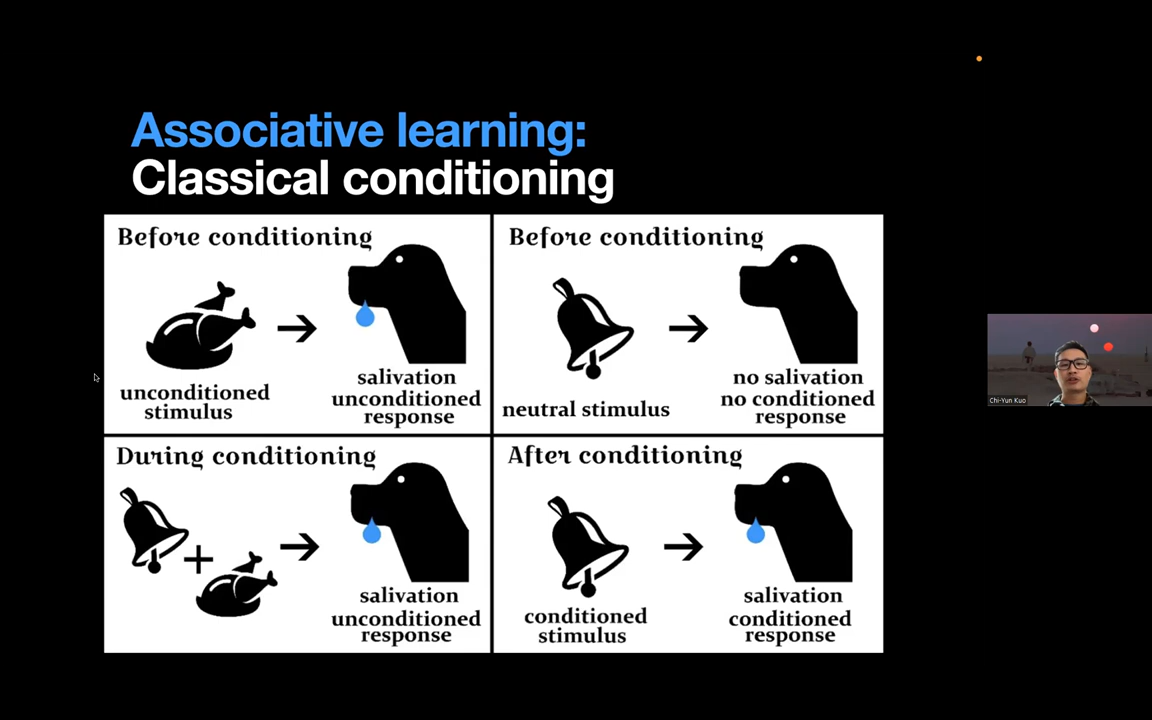 Associative learning:
Classical conditioning
Before conditioning
unconditioned
stimulus
salivation
unconditioned
response
Before conditioning
neutral stimulus
no salivation
no conditioned
response
During conditioning
salivation
unconditioned
response
After conditioning
conditioned
stimulus
salivation
conditioned
response
Chi-Yun Kuo